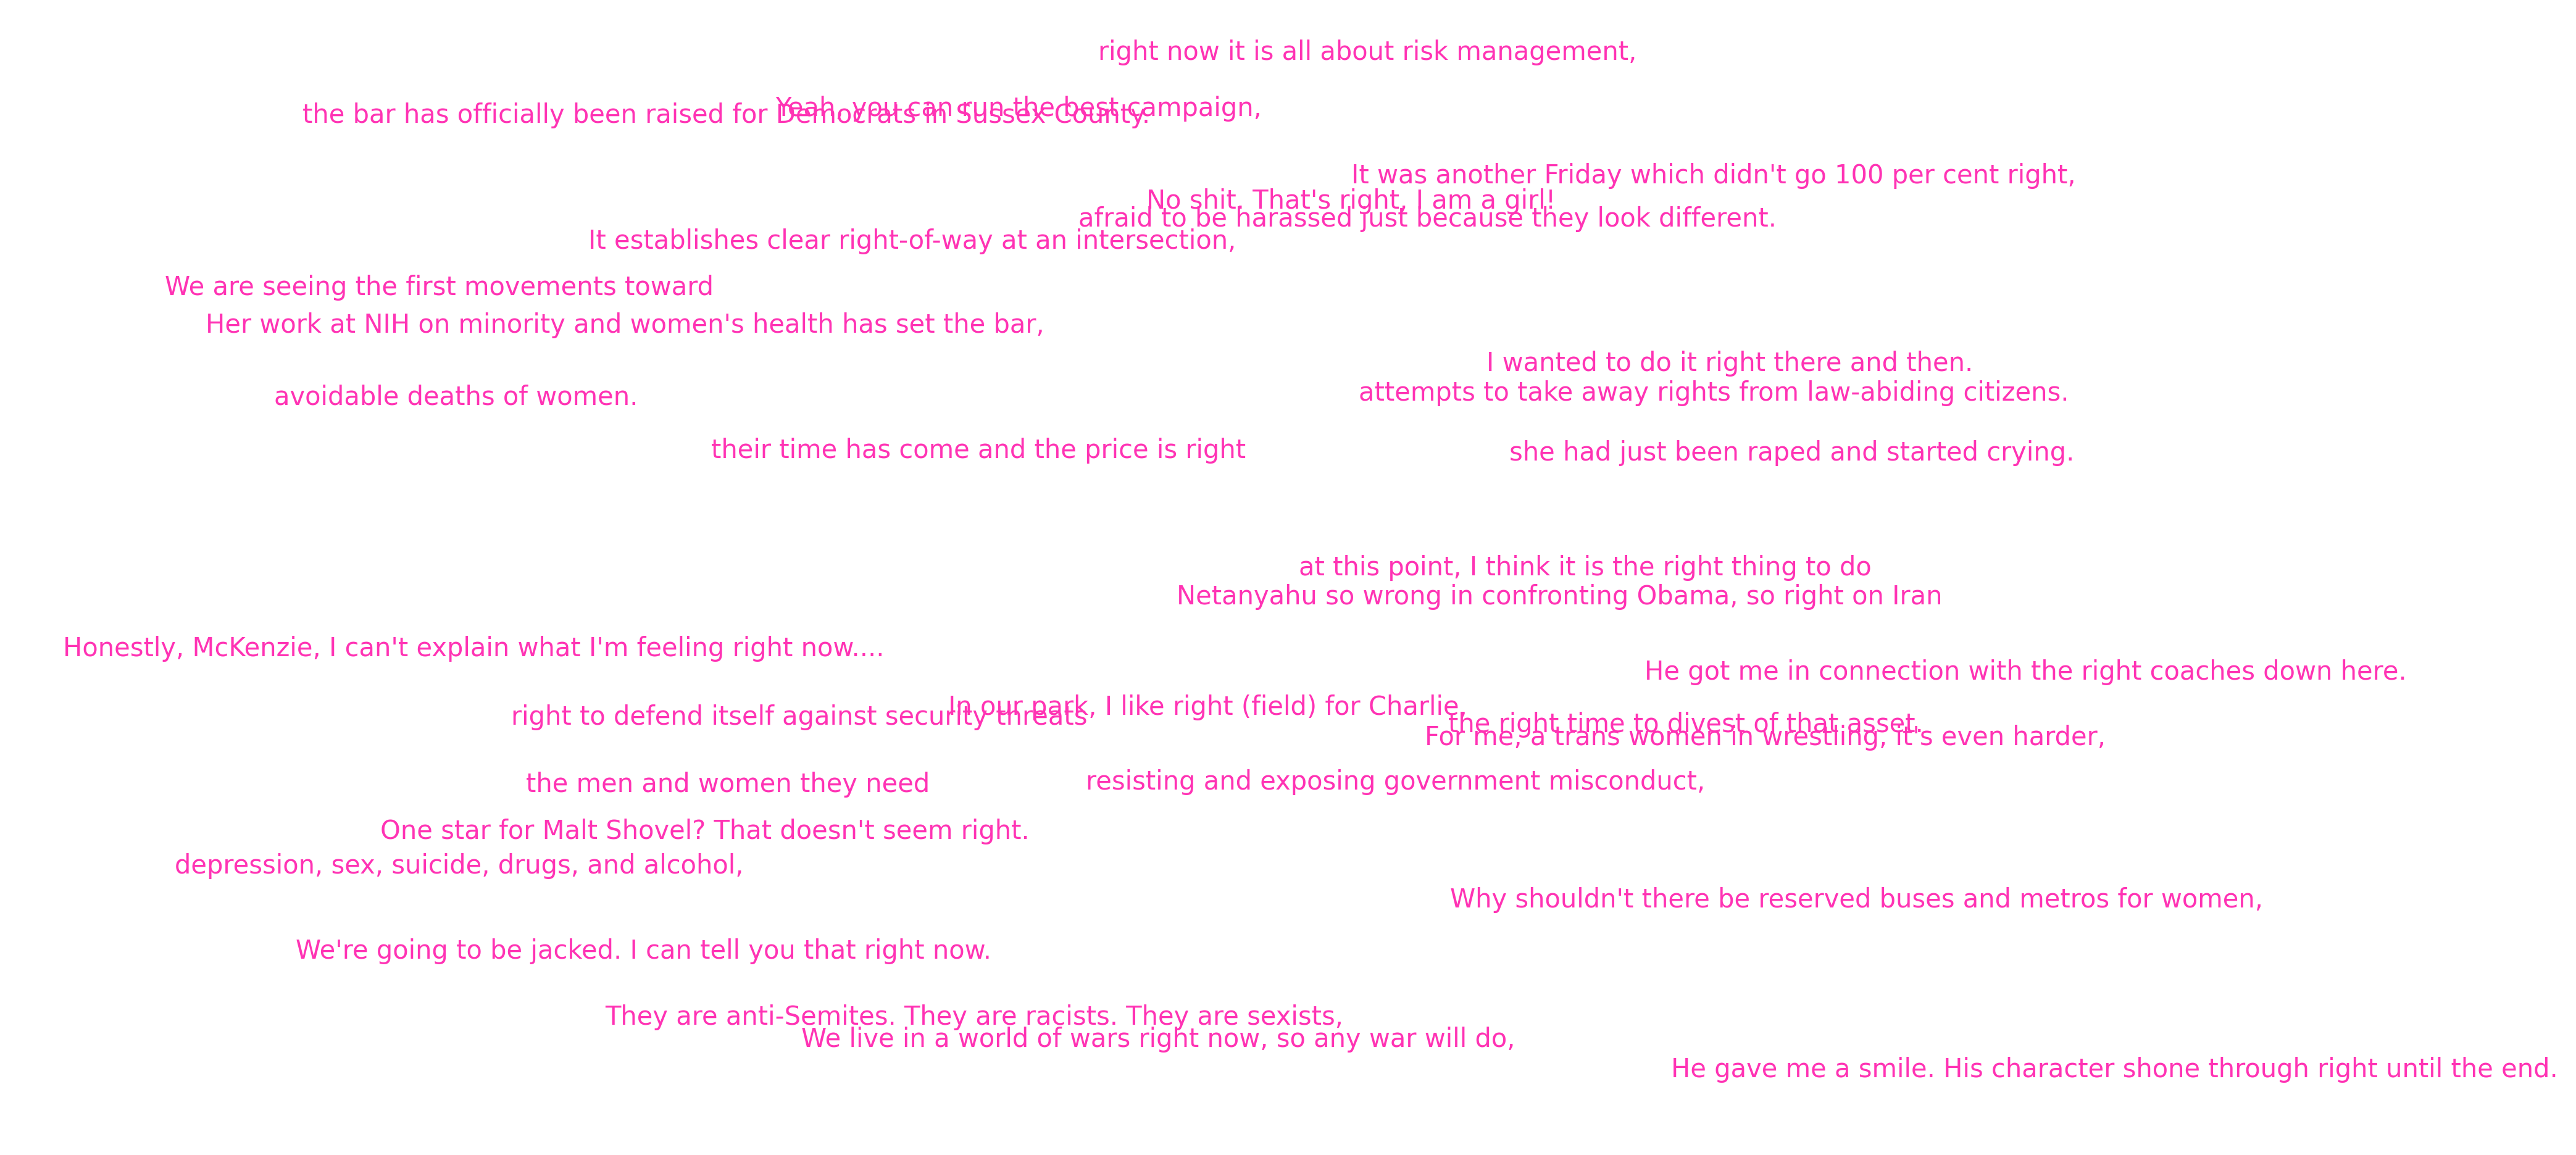 right now it is all about risk management,
Yeah, you can run the best campaign,
the bar has officially been raised for Democrats in Sussex County.
It was another Friday which didn't go 100 per cent right,
No shit. That's right, I am a girl!
afraid to be harassed just because they look different.
It establishes clear right-of-way at an intersection,
We are seeing the first movements toward
Her work at NIH on minority and women's health has set the bar,
I wanted to do it right there and then.
attempts to take away rights from law-abiding citizens.
avoidable deaths of women.
their time has come and the price is right
she had just been raped and started crying.
at this point, I think it is the right thing to do
Netanyahu so wrong in confronting Obama, so right on Iran
Honestly, McKenzie, I can't explain what I'm feeling right now....
He got me in connection with the right coaches down here.
In our park, I like right (field) for Charlie.
right to defend itself against security threats
the right time to divest of that asset.
For me, a trans women in wrestling, it's even harder,
resisting and exposing government misconduct,
the men and women they need
One star for Malt Shovel? That doesn't seem right.
depression, sex, suicide, drugs, and alcohol,
Why shouldn't there be reserved buses and metros for women,
We're going to be jacked. I can tell you that right now.
They are anti-Semites. They are racists. They are sexists,
We live in a world of wars right now, so any war will do,
He gave me a smile. His character shone through right until the end.